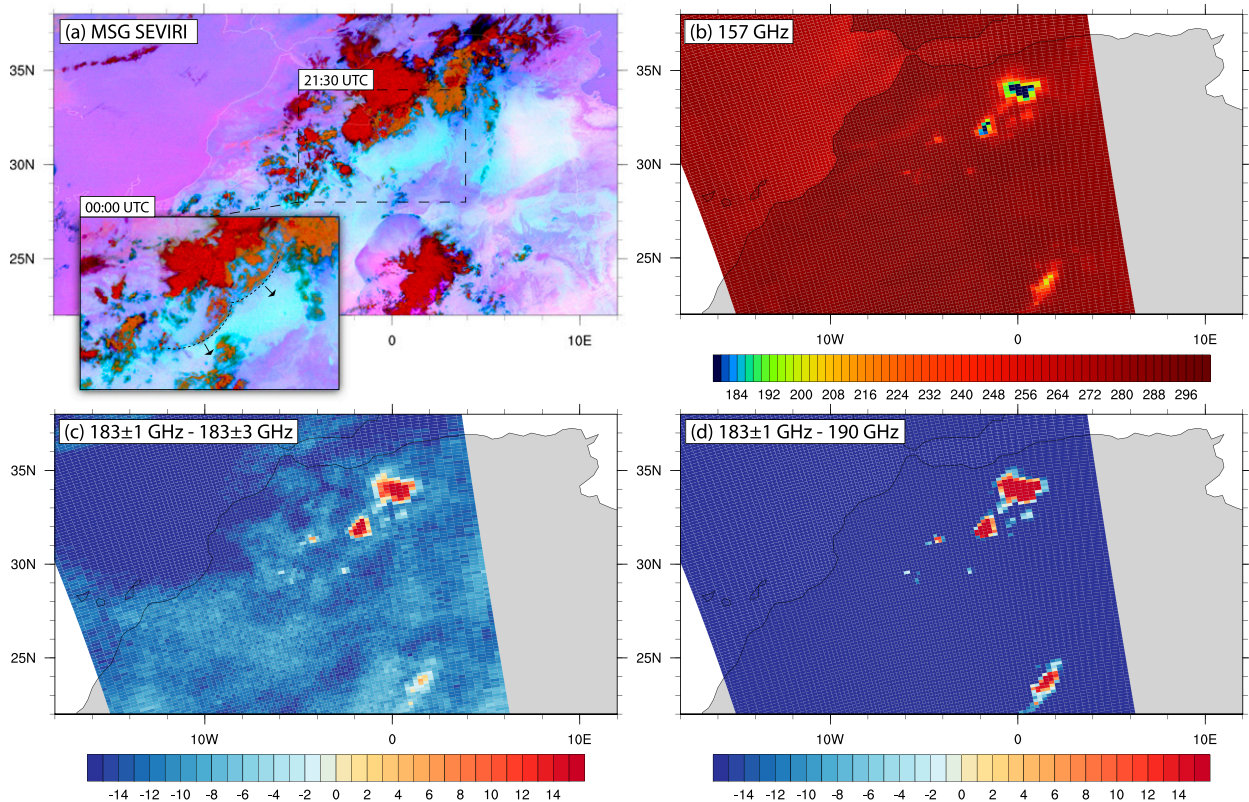 (a) MSG SEVIRI
21:30 UTC
00:00 UTC
35N
30N
25N
0
10E
(b) 157 GHz
35N
30N
25N
10W
0
10E
184 192 200 208 216 224 232 240 248 256 264 272 280 288 296
(c) 183±1 GHz - 183±3 GHz
35N
30N
25N
10W
0
10E
-14 -12 -10 -8 -6 -4 -2 0 2 4 6 8 10 12 14
(d) 183±1 GHz - 190 GHz
35N
30N
25N
10W
0
10E
-14 -12 -10 -8 -6 -4 -2 0 2 4 6 8 10 12 14